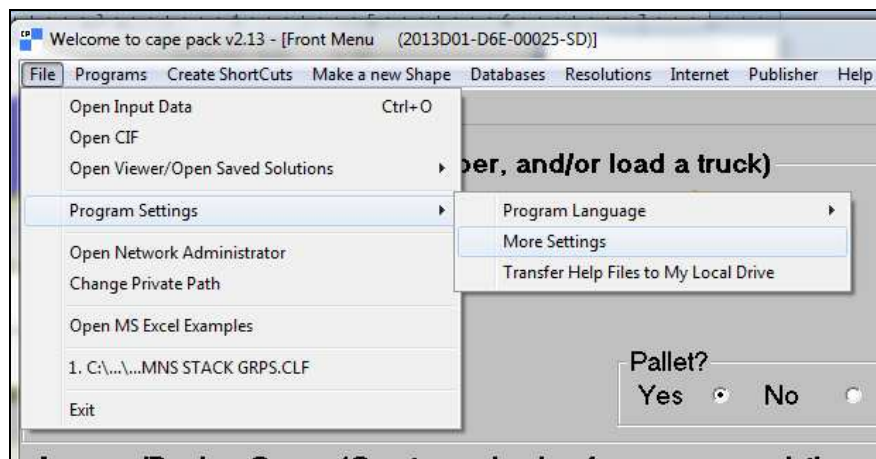 Welcome to cape pack v2.13 - [Front Menu (2013D01-D6E-00025-SD)]
File Programs Create ShortCuts Make a new Shape Databases Resolutions Internet Publisher Help
Open Input Data Ctrl+O
Open CIF
Open Viewer/Open Saved Solutions
Program Settings
Open Network Administrator
Change Private Path
Open MS Excel Examples
1. C:\...\...MNS STACK GRPS.CLF
Exit
and/or load a truck)
Program Language
More Settings
Transfer Help Files to My Local Drive
Pallet?
Yes No